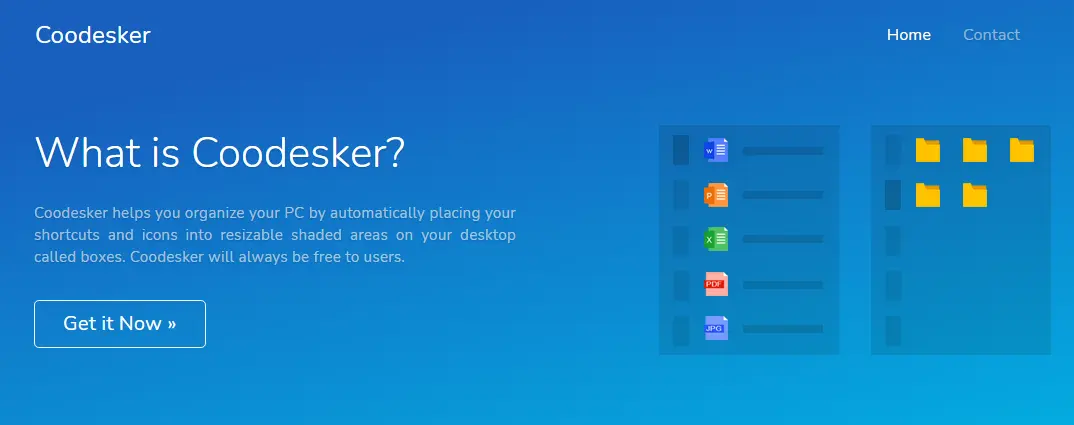 Coodesker
Home Contact
What is Coodesker?
Coodesker helps you organize your PC by automatically placing your
shortcuts and icons into resizable shaded areas on your desktop
called boxes. Coodesker will always be free to users.
Get it Now »
W
P
X
PDF
JPG